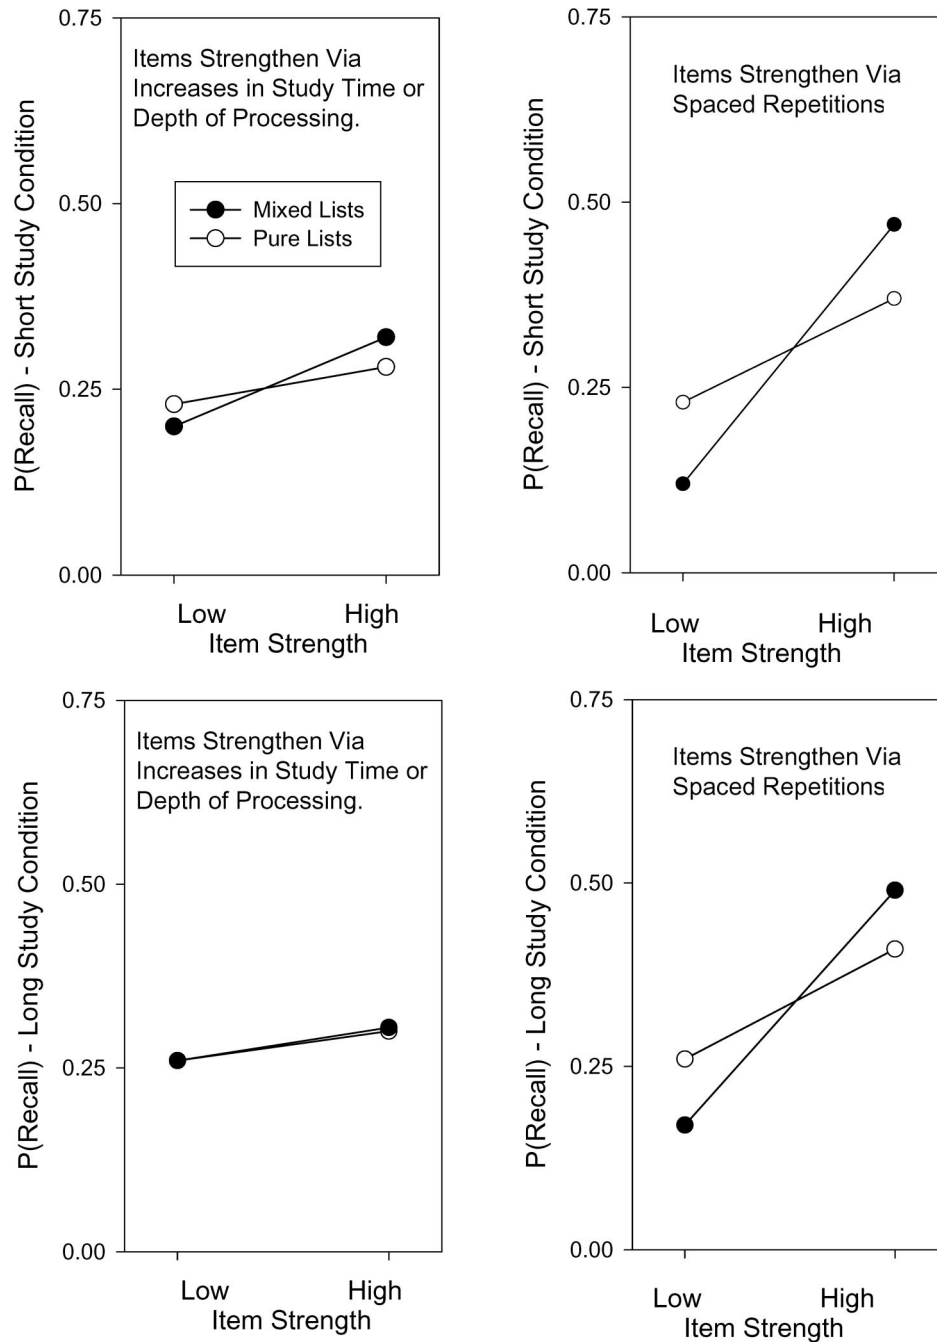 P(Recall) - Short Study Condition
0.75
0.50
0.25
0.00
Items Strengthen Via
Increases in Study Time or
Depth of Processing.
Mixed Lists
Pure Lists
Low High
Item Strength
P(Recall) - Short Study Condition
0.75
0.50
0.25
0.00
Items Strengthen Via
Spaced Repetitions
Low High
Item Strength
P(Recall) - Long Study Condition
0.75
0.50
0.25
0.00
Items Strengthen Via
Increases in Study Time or
Depth of Processing.
Low High
Item Strength
P(Recall) - Long Study Condition
0.75
0.50
0.25
0.00
Items Strengthen Via
Spaced Repetitions
Low High
Item Strength